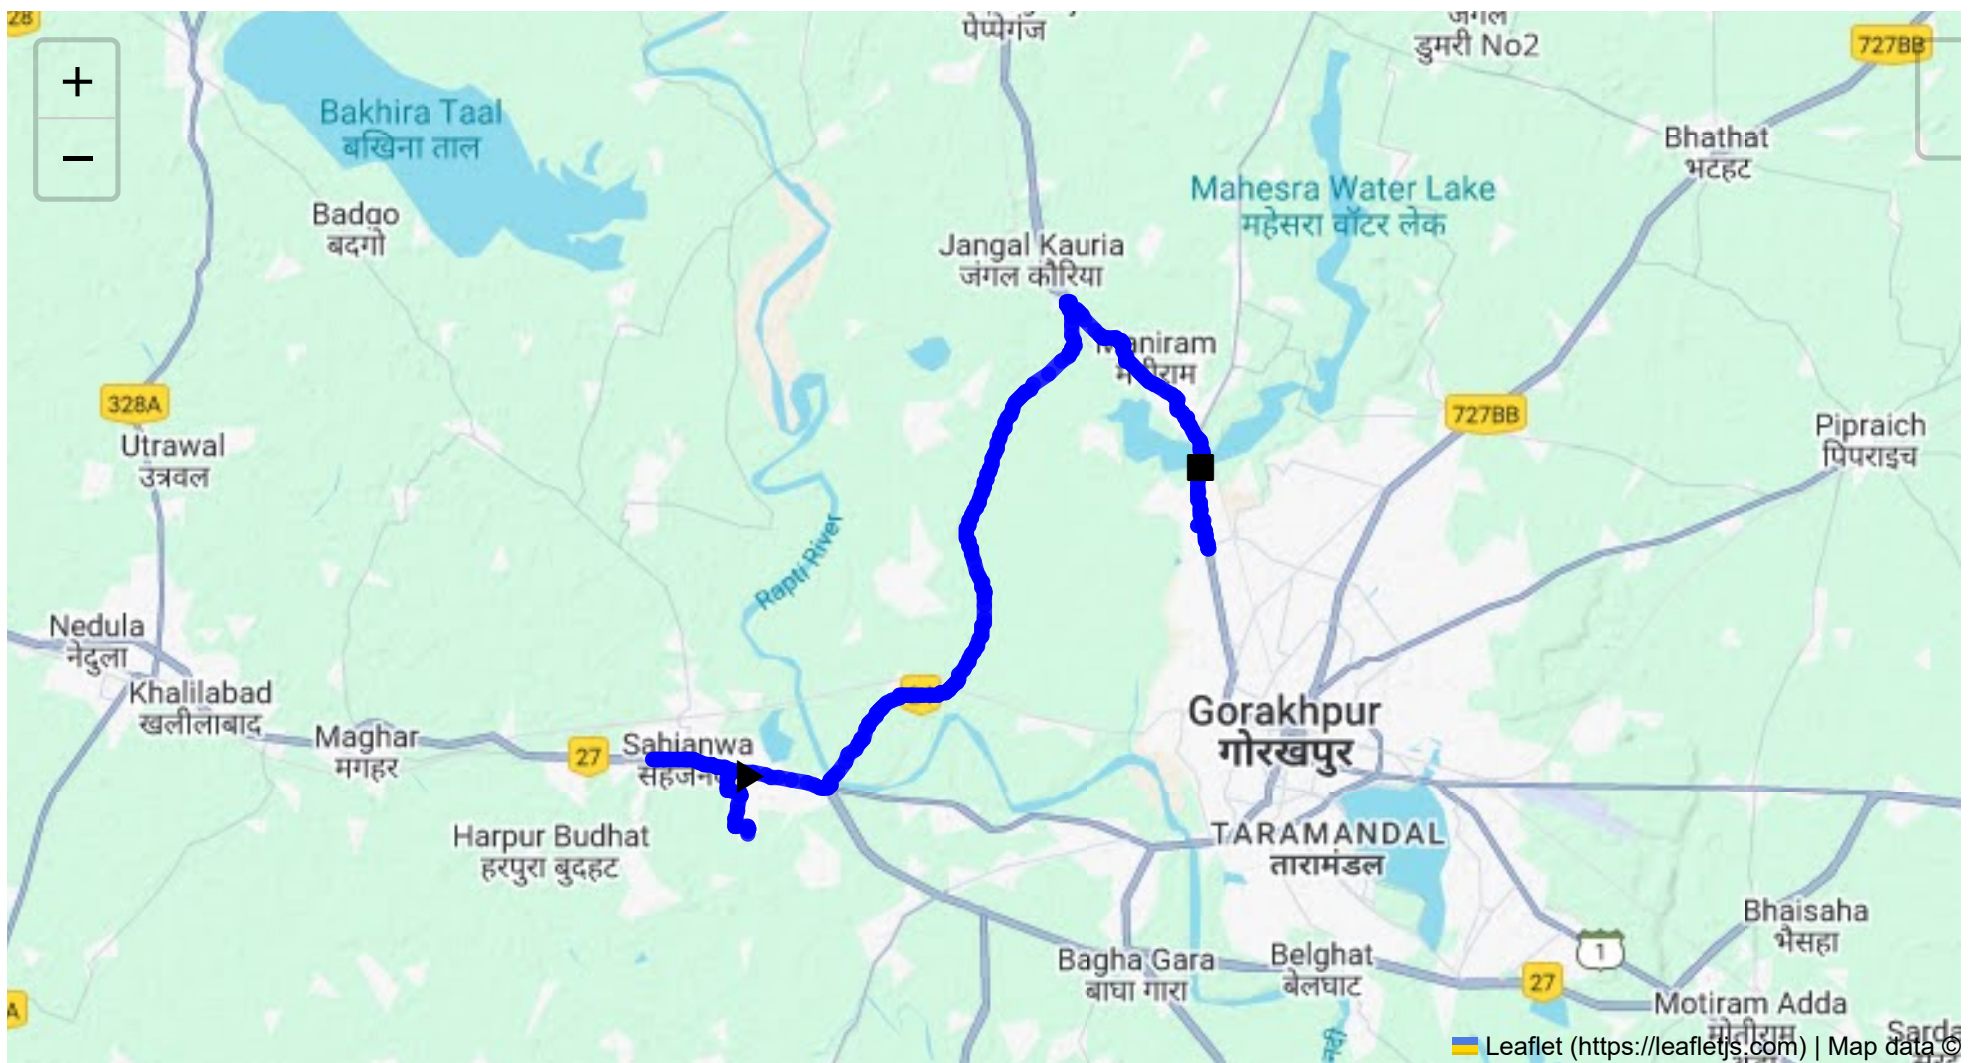 28
पेप्पेगंज
डुमरी No2
727BB
+
−
Bakhira Taal
बखिना ताल
Bhathat
भटहट
Mahesra Water Lake
महेसरा वॉटर लेक
Badgo
बदगो
Jangal Kauria
जंगल कौरिया
328A
727BB
Utrawal
उत्रवल
Pipraich
पिपराइच
Rapti River
Nedula
नेदुला
Khalilabad
खलीलाबाद
Gorakhpur
गोरखपुर
Maghar
मगहर
27
Sahjanwa
Harpur Budhat
हरपुरा बुदहट
TARAMANDAL
तारामंडल
Bhaisaha
भैसहा
1
Bagha Gara
बाघा गारा
Belghat
बेलघाट
27
A
Motiram Adda
नदी
Leaflet (https://leafletjs.com) | Map data ©